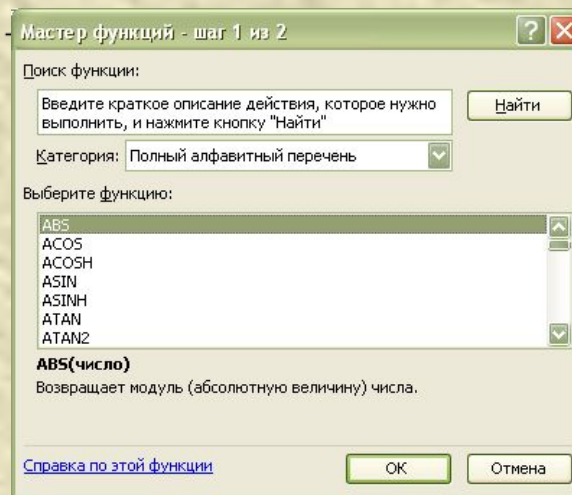 Мастер функций - шаг 1 из 2
Поиск функции:
Введите краткое описание действия, которое нужно
выполнить, и нажмите кнопку "Найти"
Найти
Категория: Полный алфавитный перечень
Выберите функцию:
ABS
ACOS
ACOSH
ASIN
ASINH
ATAN
ATAN2
ABS(число)
Возвращает модуль (абсолютную величину) числа.
Справка по этой функции
ОК
Отмена